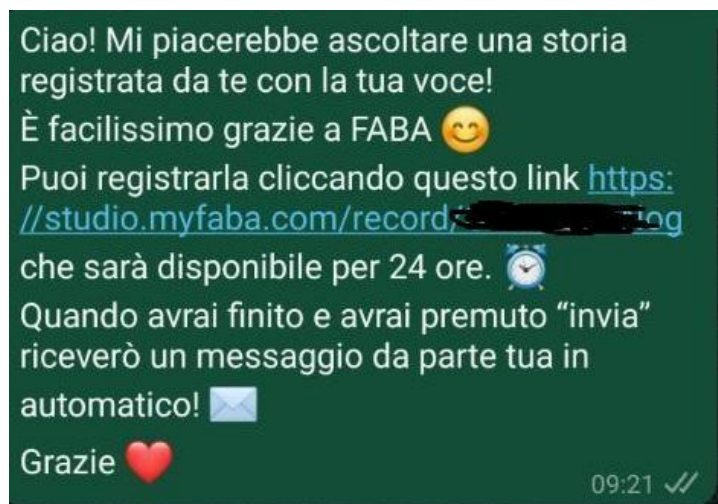 Ciao! Mi piacerebbe ascoltare una storia
registrata da te con la tua voce!
È facilissimo grazie a FABA 😊
Puoi registrarla cliccando questo link https:
//studio.myfaba.com/record/
che sarà disponibile per 24 ore. ⏰
Quando avrai finito e avrai premuto “invia”
riceverò un messaggio da parte tua in
automatico! ✉️
Grazie ❤️
09:21